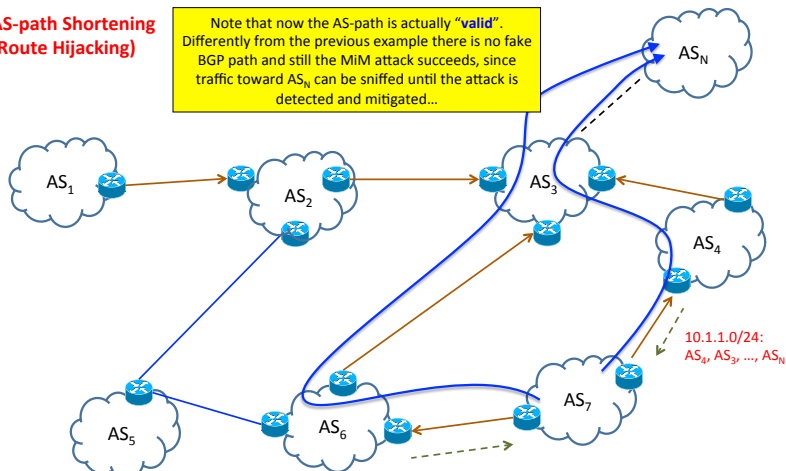 AS-path Shortening
Route Hijacking)
Note that now the AS-path is actually “valid”.
Differently from the previous example there is no fake
BGP path and still the MiM attack succeeds, since
traffic toward ASN can be sniffed until the attack is
detected and mitigated…
ASN
AS1
AS2
AS3
AS4
10.1.1.0/24:
AS4, AS3, …, ASN
AS5
AS6
AS7